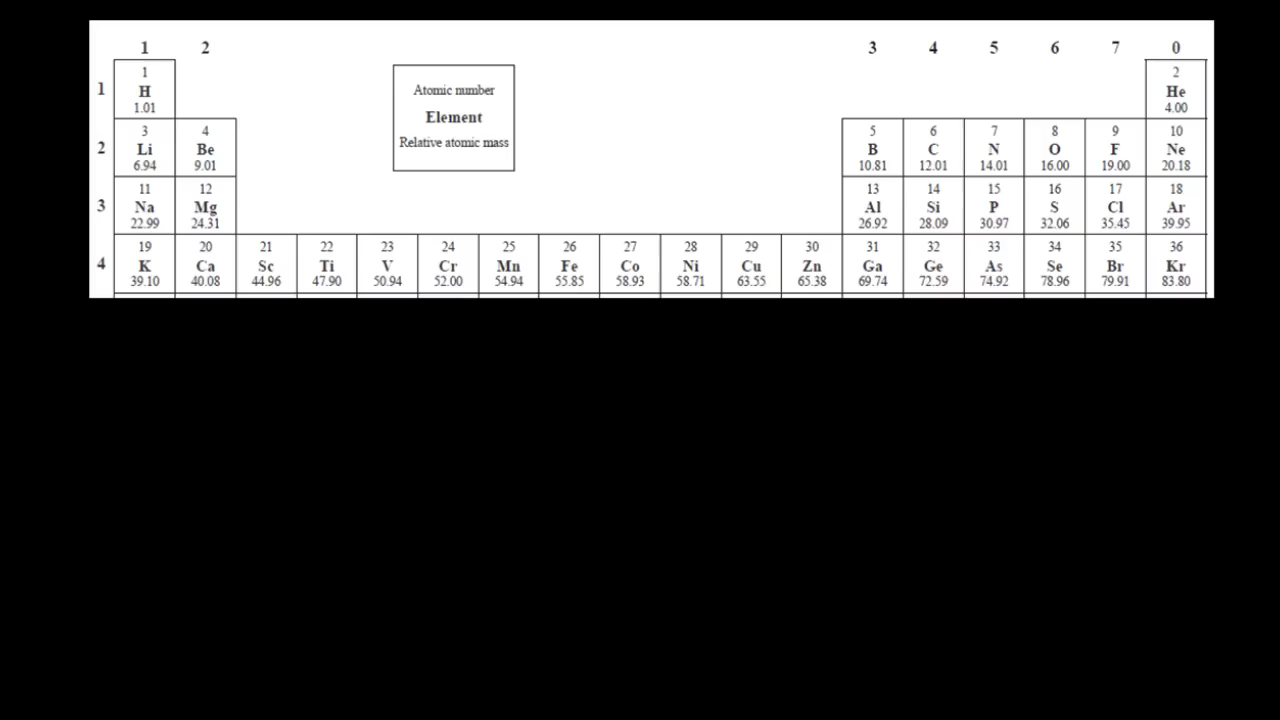 1 2 3 4 5 6 7 0
1 2
1 H Atomic number He
1.01 4.00
Element
3 4 5 6 7 8 9 10
2 Li Be Relative atomic mass B C N O F Ne
6.94 9.01 10.81 12.01 14.01 16.00 19.00 20.18
11 12 13 14 15 16 17 18
3 Na Mg Al Si P S Cl Ar
22.99 24.31 26.92 28.09 30.97 32.06 35.45 39.95
19 20 21 22 23 24 25 26 27 28 29 30 31 32 33 34 35 36
4 K Ca Sc Ti V Cr Mn Fe Co Ni Cu Zn Ga Ge As Se Br Kr
39.10 40.08 44.96 47.90 50.94 52.00 54.94 55.85 58.93 58.71 63.55 65.38 69.74 72.59 74.92 78.96 79.91 83.80